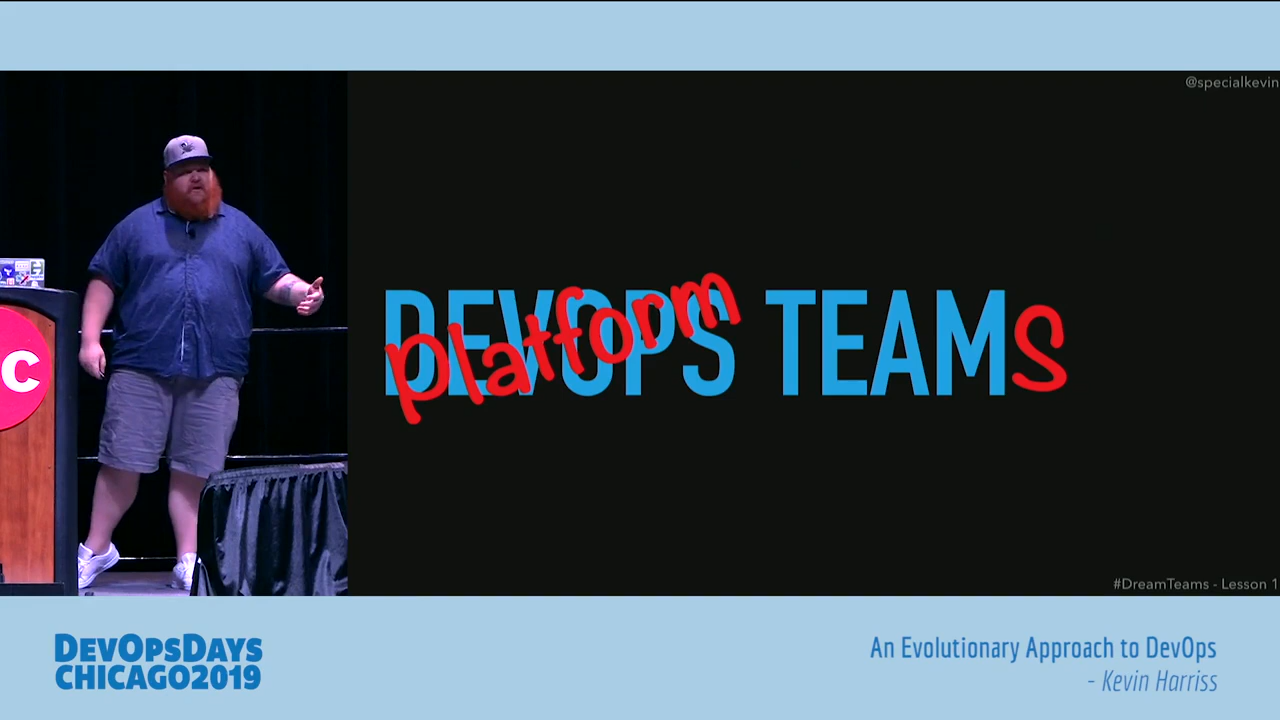 @specialkevin
DEVOPS TEAMs
platform
C
#DreamTeams - Lesson 1
DEVOPSDAYS
CHICAGO2019
An Evolutionary Approach to DevOps
- Kevin Harriss